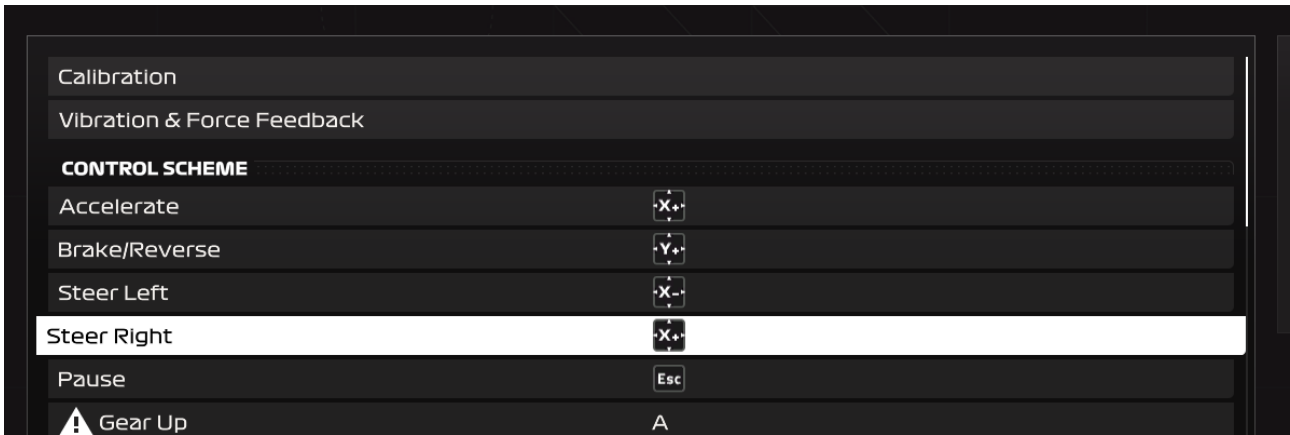 Calibration
Vibration & Force Feedback
CONTROL SCHEME
Accelerate X+
Brake/Reverse Y+
Steer Left X-
Steer Right X+
Pause Esc
Gear Up A